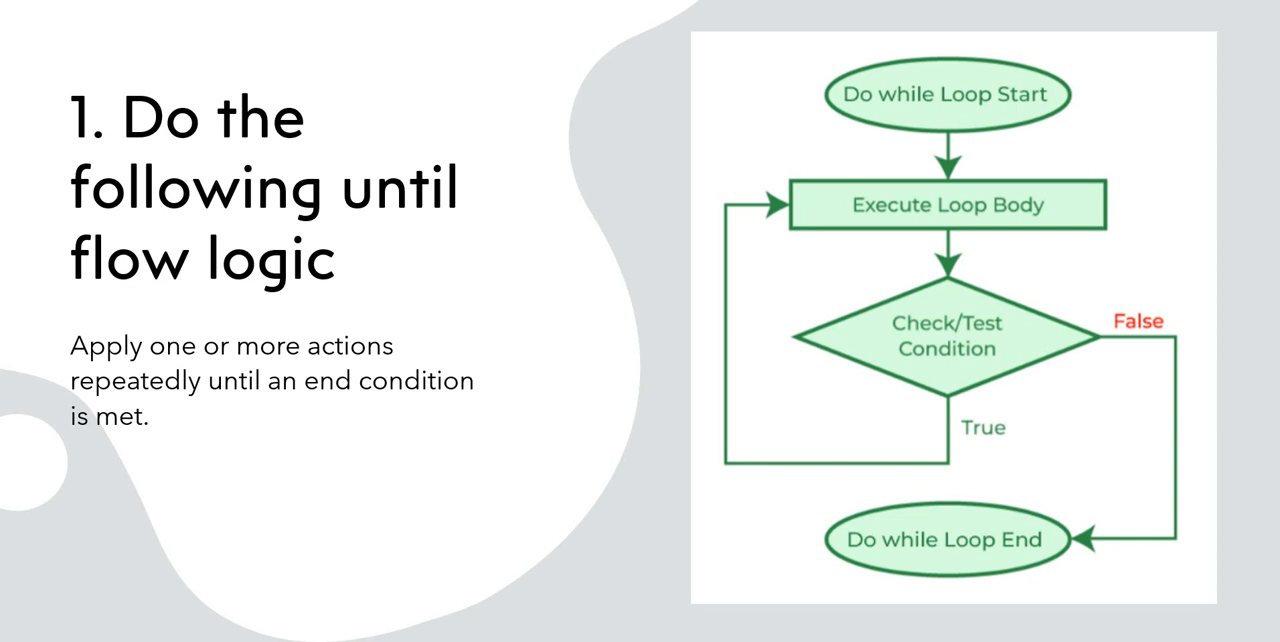 1. Do the
following until
flow logic
Apply one or more actions
repeatedly until an end condition
is met.
Do while Loop Start
Execute Loop Body
Check/Test
Condition
False
True
Do while Loop End